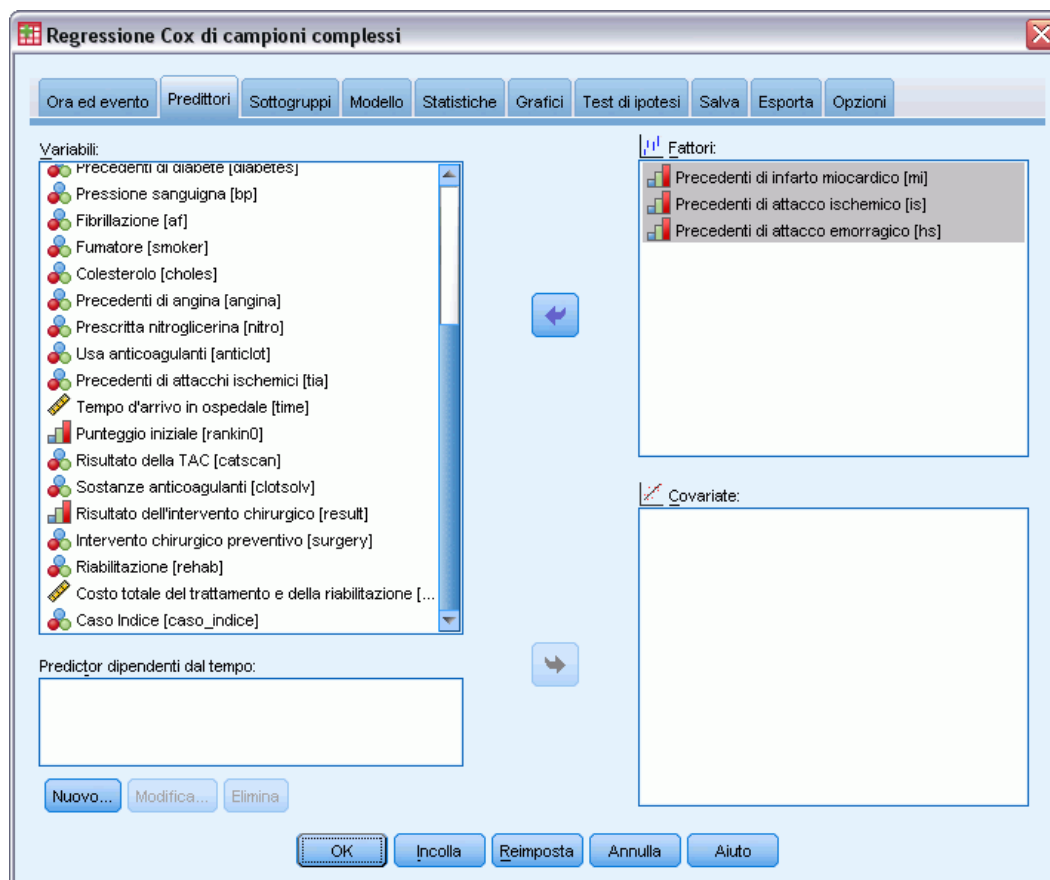 Regressione Cox di campioni complessi
Ora ed evento
Predittori
Sottogruppi
Modello
Statistiche
Grafici
Test di ipotesi
Salva
Esporta
Opzioni
Variabili:
Precedenti di diabete [diabetes]
Pressione sanguigna [bp]
Fibrillazione [af]
Fumatore [smoker]
Colesterolo [choles]
Precedenti di angina [angina]
Prescritta nitroglicerina [nitro]
Usa anticoagulanti [anticlot]
Precedenti di attacchi ischemici [tia]
Tempo d'arrivo in ospedale [time]
Punteggio iniziale [rankin0]
Risultato della TAC [catscan]
Sostanze anticoagulanti [clotsolv]
Risultato dell'intervento chirurgico [result]
Intervento chirurgico preventivo [surgery]
Riabilitazione [rehab]
Costo totale del trattamento e della riabilitazione [...
Caso Indice [caso_indice]
Predictor dipendenti dal tempo:
Nuovo...
Modifica...
Elimina
Fattori:
Precedenti di infarto miocardico [mi]
Precedenti di attacco ischemico [is]
Precedenti di attacco emorragico [hs]
Covariate:
OK
Incolla
Reimposta
Annulla
Aiuto